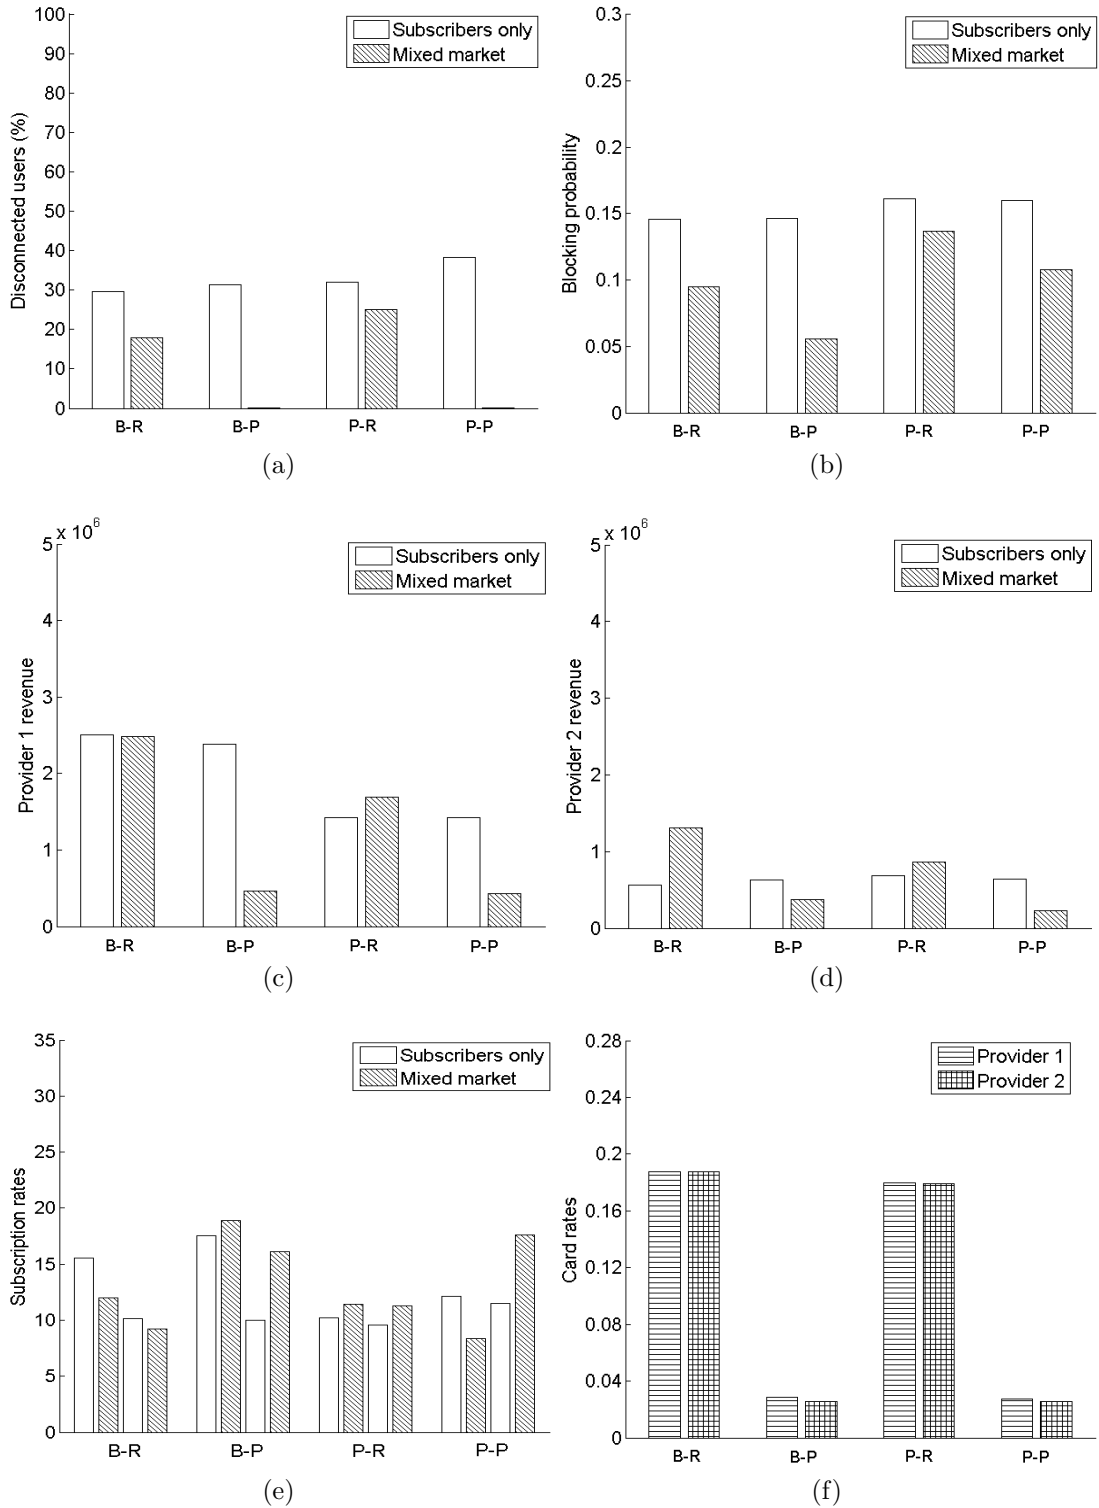 100
90
80
70
60
50
40
30
20
10
0
Disconnected users (%)
Subscribers only
Mixed market
B-R
B-P
P-R
P-P
(a)
0.3
0.25
0.2
0.15
0.1
0.05
0
Blocking probability
Subscribers only
Mixed market
B-R
B-P
P-R
P-P
(b)
x 10^6
5
4
3
2
1
0
Provider 1 revenue
Subscribers only
Mixed market
B-R
B-P
P-R
P-P
(c)
x 10^6
5
4
3
2
1
0
Provider 2 revenue
Subscribers only
Mixed market
B-R
B-P
P-R
P-P
(d)
35
30
25
20
15
10
5
0
Subscription rates
Subscribers only
Mixed market
B-R
B-P
P-R
P-P
(e)
0.28
0.24
0.2
0.16
0.12
0.08
0.04
0
Card rates
Provider 1
Provider 2
B-R
B-P
P-R
P-P
(f)